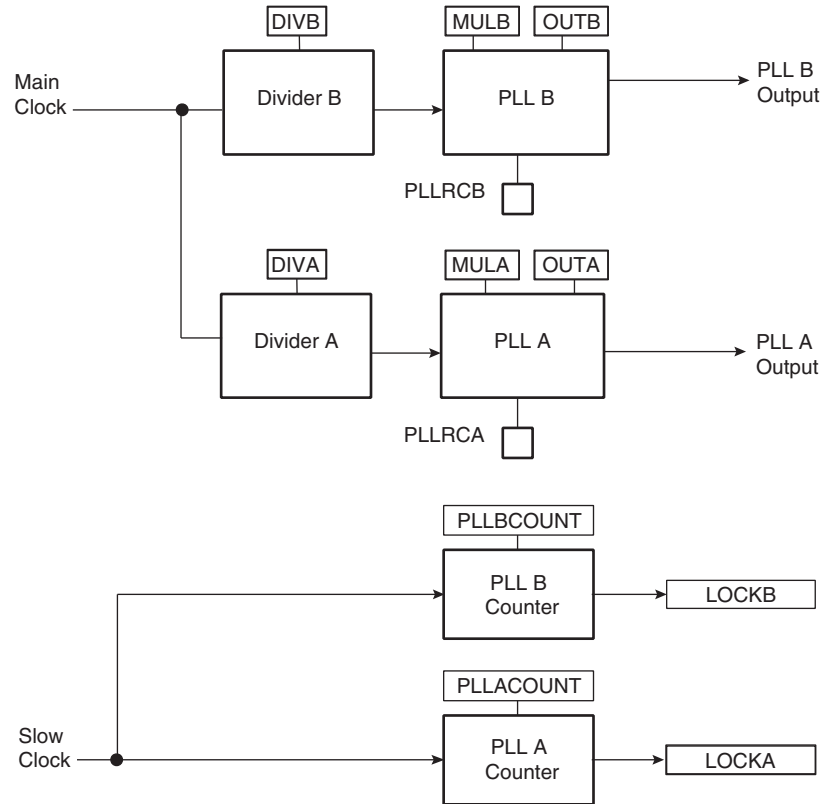 DIVB
MULB
OUTB
Main
Clock
Divider B
PLL B
PLL B
Output
PLLRCB
DIVA
MULA
OUTA
Divider A
PLL A
PLL A
Output
PLLRCA
PLLBCOUNT
PLL B
Counter
LOCKB
PLLACOUNT
Slow
Clock
PLL A
Counter
LOCKA